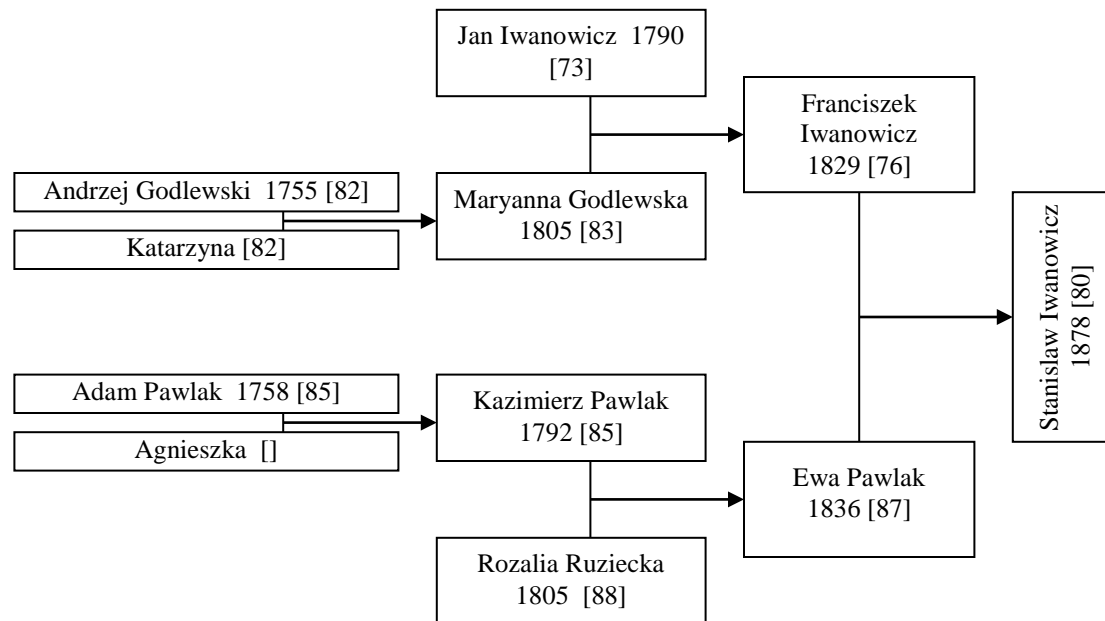 Jan Iwanowicz 1790
[73]
Franciszek
Iwanowicz
1829 [76]
Andrzej Godlewski 1755 [82]
Katarzyna [82]
Maryanna Godlewska
1805 [83]
Stanislaw Iwanowicz
1878 [80]
Adam Pawlak 1758 [85]
Agnieszka []
Kazimierz Pawlak
1792 [85]
Ewa Pawlak
1836 [87]
Rozalia Ruziecka
1805 [88]